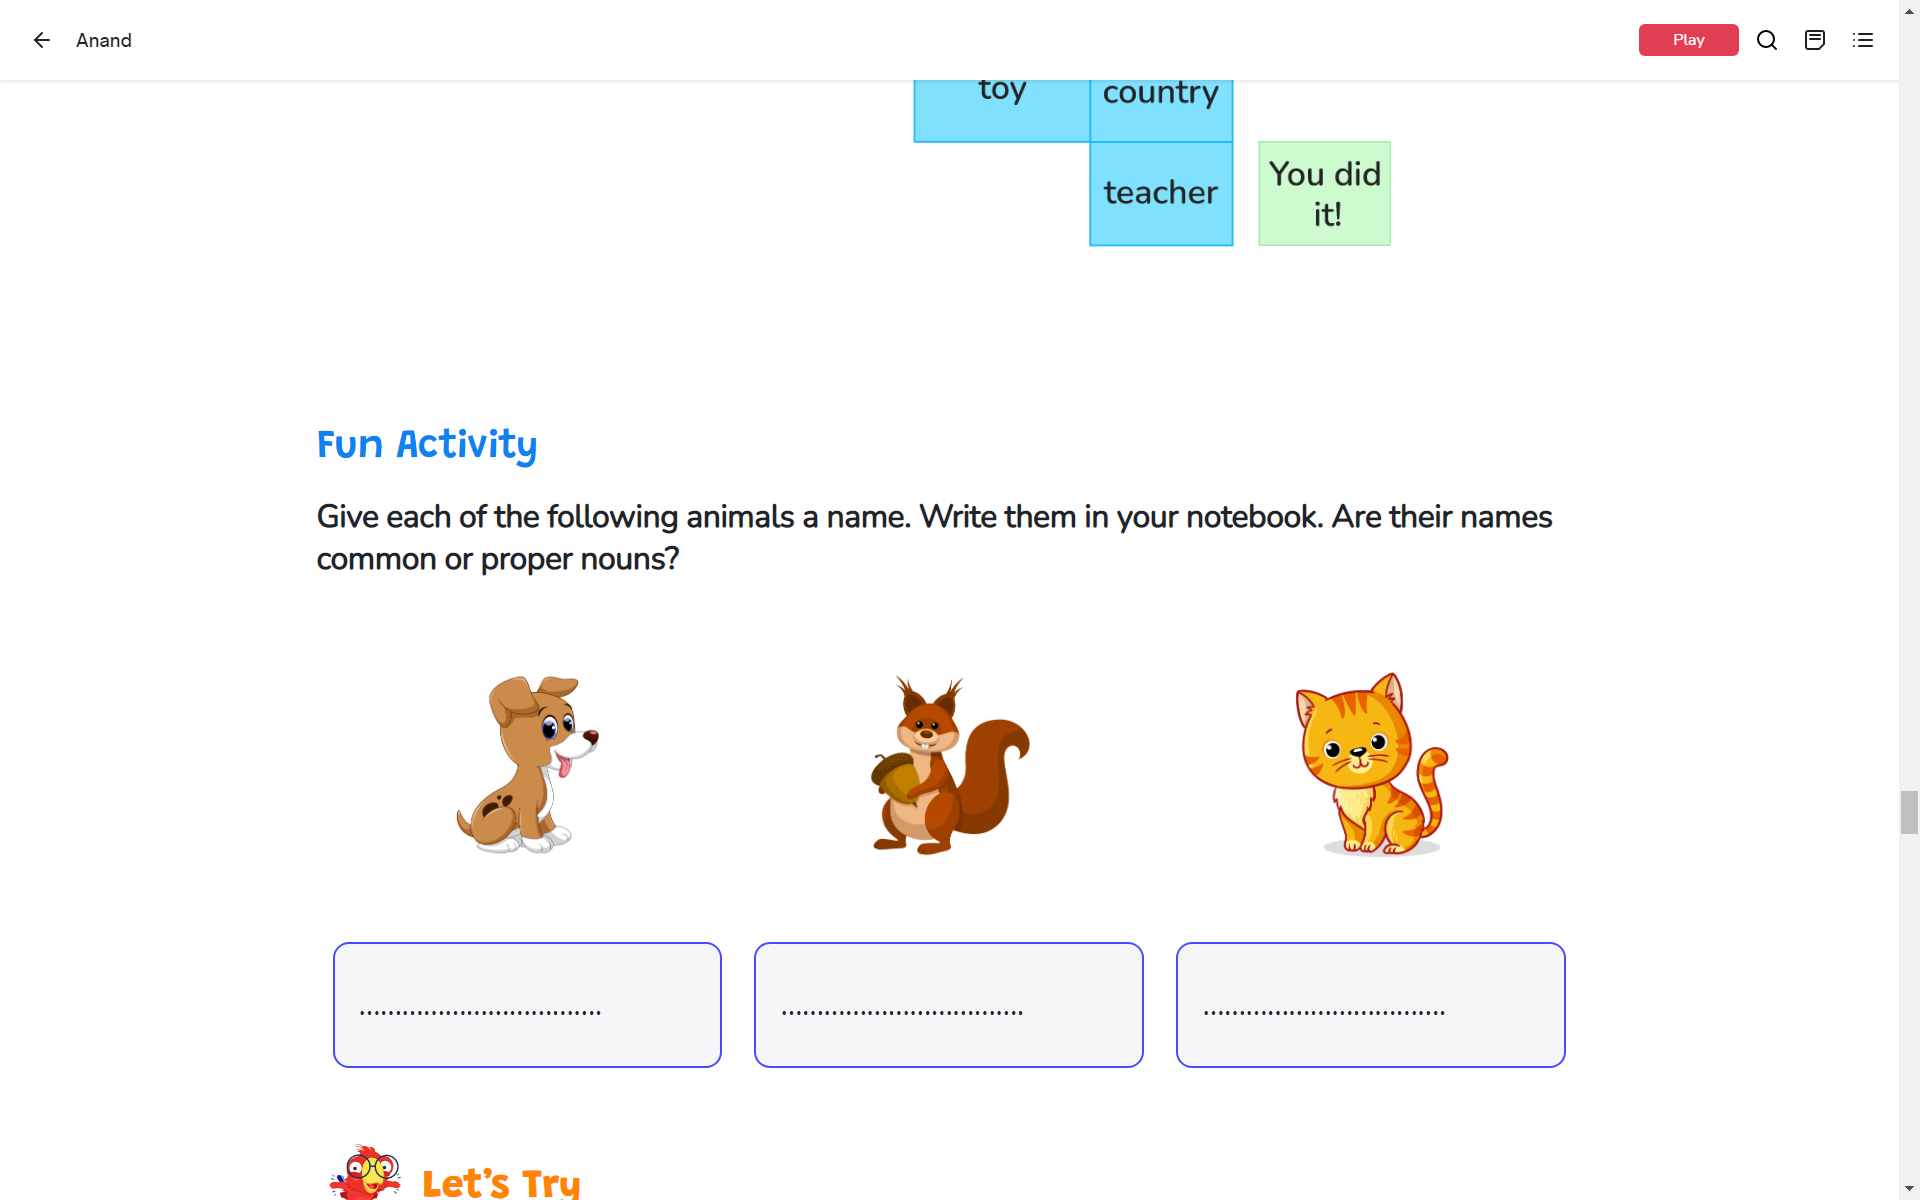 Anand
Play
toy
country
teacher
You did
it!
Fun Activity
Give each of the following animals a name. Write them in your notebook. Are their names
common or proper nouns?
..................................
..................................
..................................
Let's Try